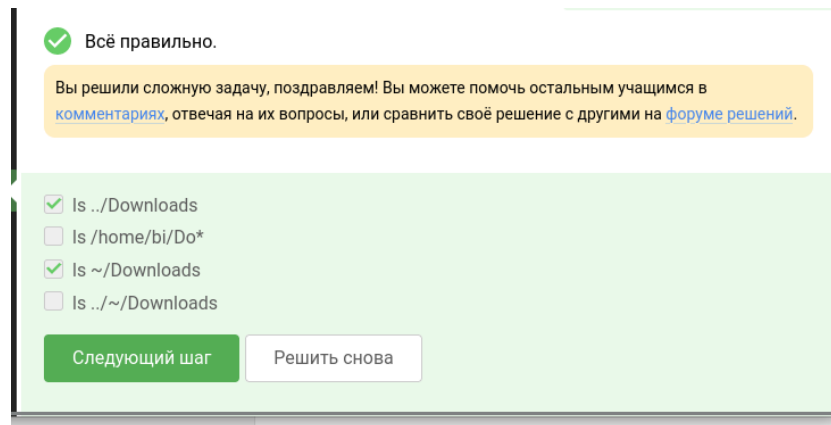 Всё правильно.
Вы решили сложную задачу, поздравляем! Вы можете помочь остальным учащимся в
комментариях, отвечая на их вопросы, или сравнить своё решение с другими на форуме решений.
ls ../Downloads
ls /home/bi/Do*
ls ~/Downloads
ls ../~/Downloads
Следующий шаг
Решить снова